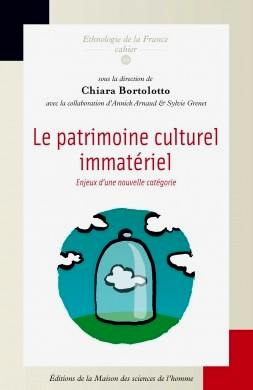 Ethnologie de la France
cahier
sous la direction de
Chiara Bortolotto
avec la collaboration d'Annick Arnaud & Sylvie Grenet
Le patrimoine culturel
immatériel
Enjeux d'une nouvelle catégorie
Éditions de la Maison des sciences de l'homme